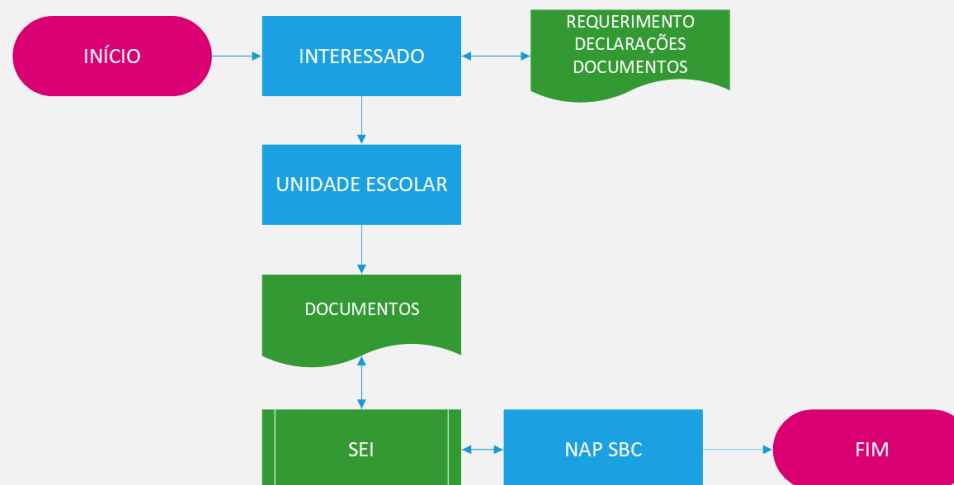 INÍCIO
INTERESSADO
REQUERIMENTO
DECLARAÇÕES
DOCUMENTOS
UNIDADE ESCOLAR
DOCUMENTOS
SEI
NAP SBC
FIM